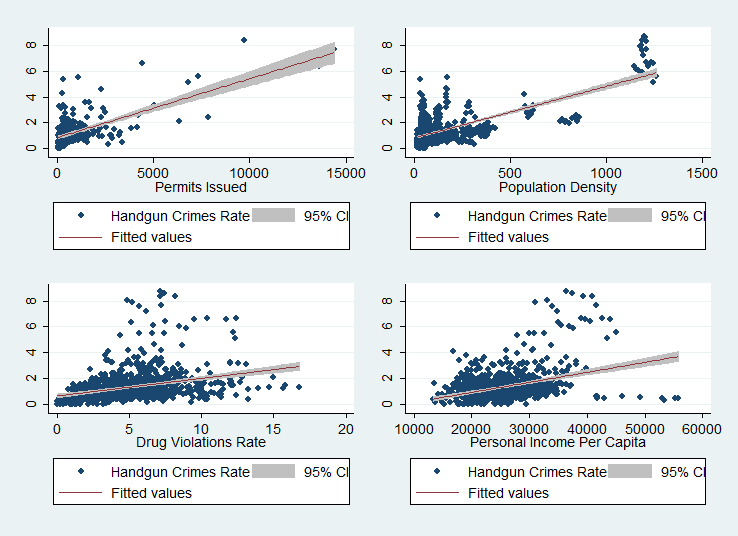 0 2 4 6 8
0 5000 10000 15000
Permits Issued
Handgun Crimes Rate 95% CI
Fitted values
0 2 4 6 8
0 500 1000 1500
Population Density
Handgun Crimes Rate 95% CI
Fitted values
0 2 4 6 8
0 5 10 15 20
Drug Violations Rate
Handgun Crimes Rate 95% CI
Fitted values
0 2 4 6 8
10000 20000 30000 40000 50000 60000
Personal Income Per Capita
Handgun Crimes Rate 95% CI
Fitted values